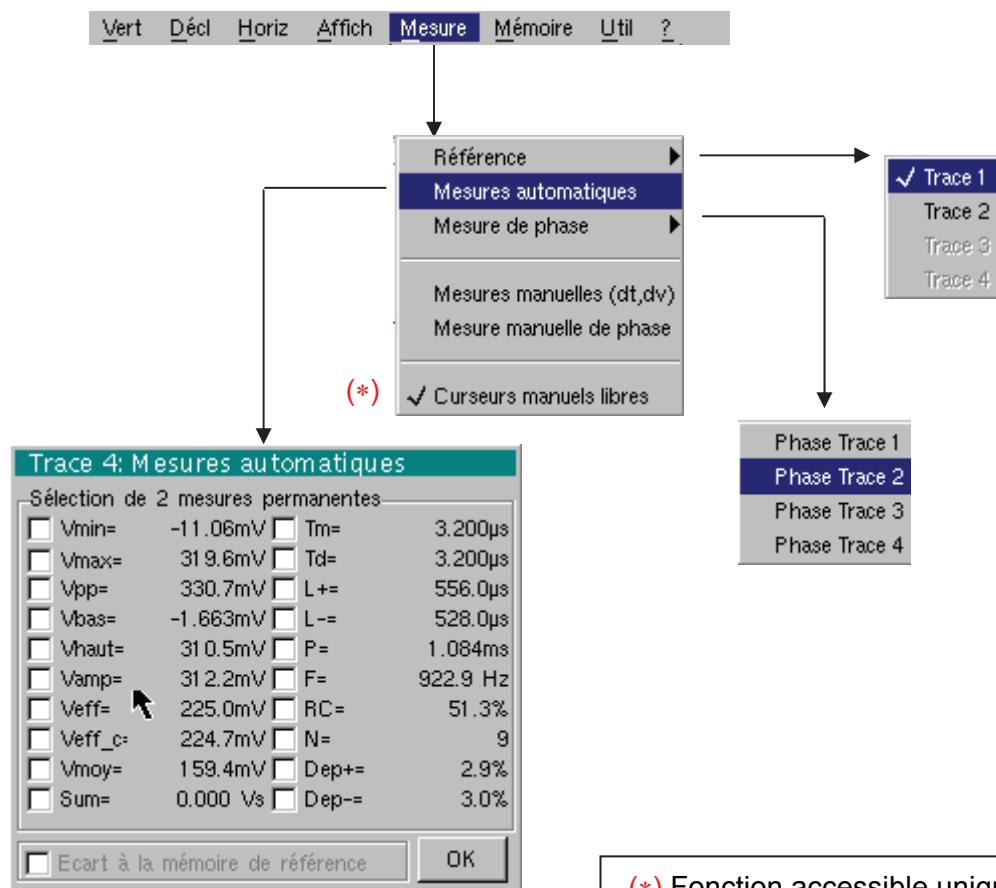 Vert Décl Horiz Affich Mesure Mémoire Util ?
Référence
Mesures automatiques
Mesure de phase
Mesures manuelles (dt,dv)
Mesure manuelle de phase
(*) ✓ Curseurs manuels libres
✓ Trace 1
Trace 2
Trace 3
Trace 4
Phase Trace 1
Phase Trace 2
Phase Trace 3
Phase Trace 4
Trace 4: Mesures automatiques
Sélection de 2 mesures permanentes
Vmin= -11.06mV Tm= 3.200µs
Vmax= 319.6mV Td= 3.200µs
Vpp= 330.7mV L+= 556.0µs
Vbas= -1.663mV L-= 528.0µs
Vhaut= 310.5mV P= 1.084ms
Vamp= 312.2mV F= 922.9 Hz
Veff= 225.0mV RC= 51.3%
Veff_c= 224.7mV N= 9
Vmoy= 159.4mV Dep+= 2.9%
Sum= 0.000 Vs Dep-= 3.0%
Ecart à la mémoire de référence OK
(*) Fonction accessible